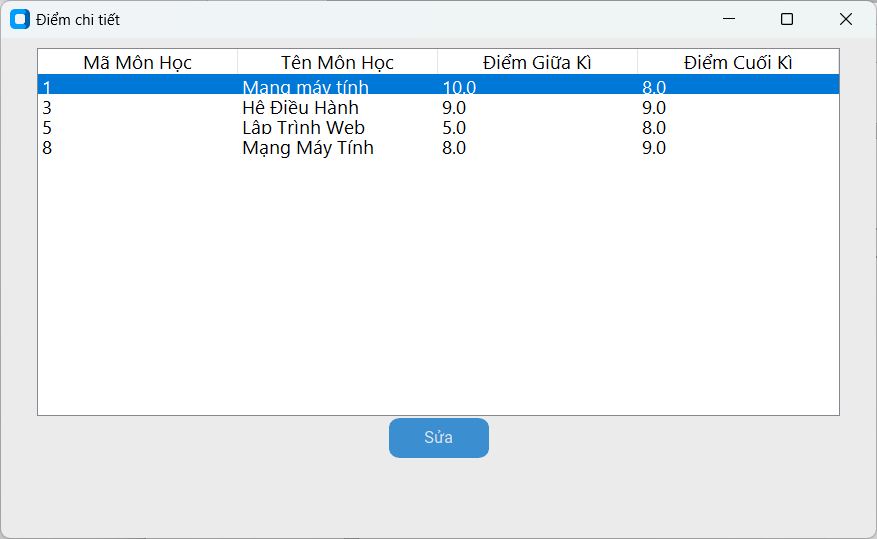 Điểm chi tiết
Mã Môn Học Tên Môn Học Điểm Giữa Kì Điểm Cuối Kì
1 Mạng máy tính 10.0 8.0
3 Hệ Điều Hành 9.0 9.0
5 Lập Trình Web 5.0 8.0
8 Mạng Máy Tính 8.0 9.0
Sửa